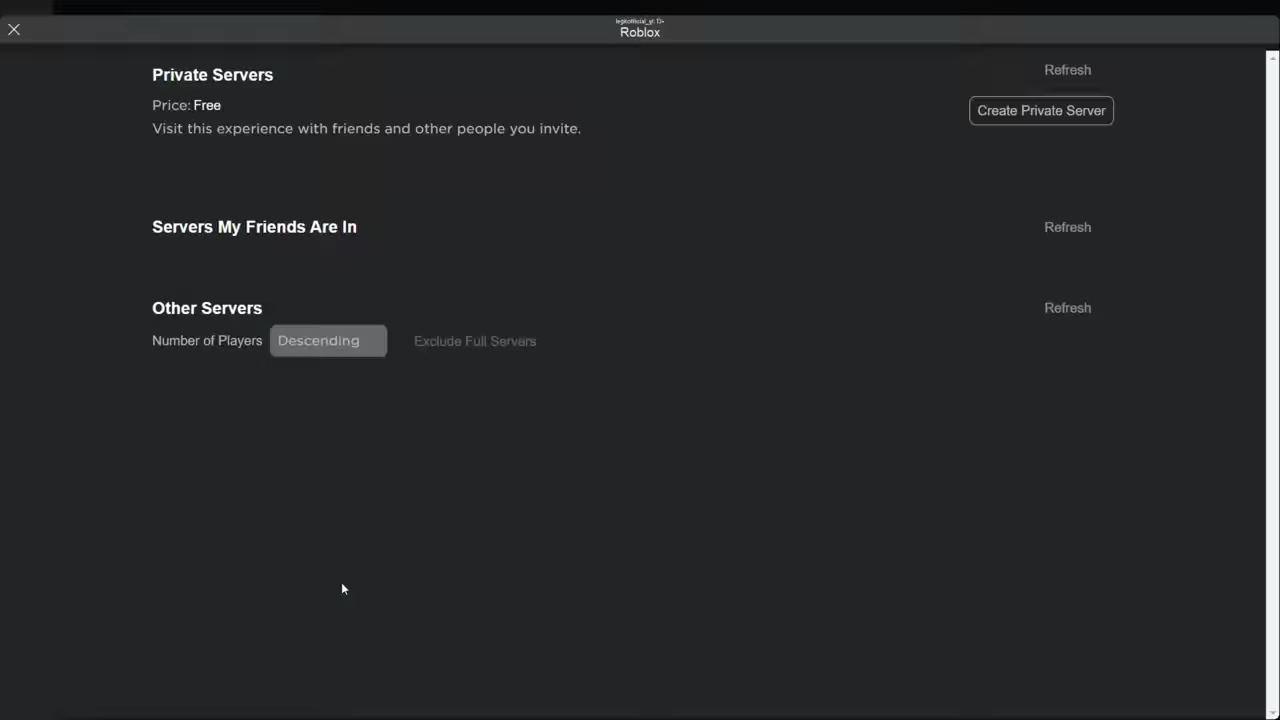 Roblox
Private Servers
Refresh
Price: Free
Create Private Server
Visit this experience with friends and other people you invite.
Servers My Friends Are In
Refresh
Other Servers
Refresh
Number of Players
Descending
Exclude Full Servers